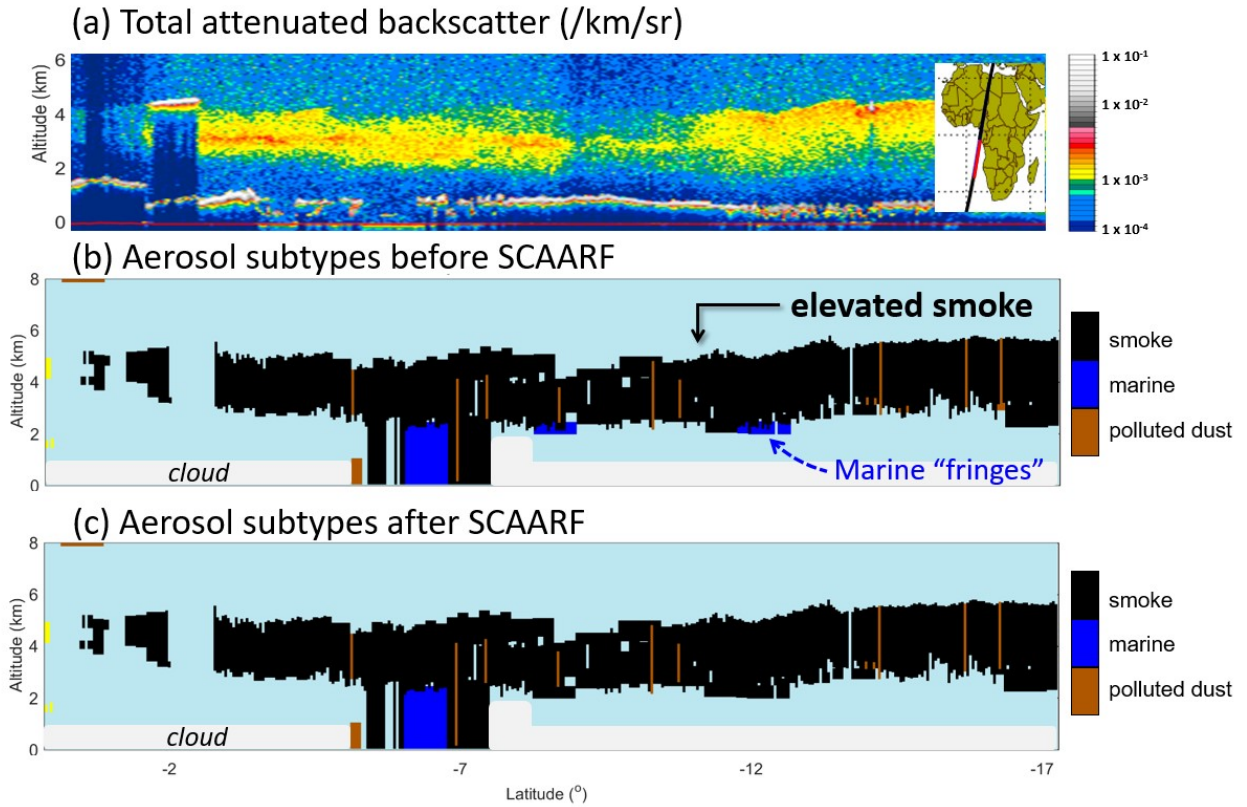 (a) Total attenuated backscatter (/km/sr)
Altitude (km)
6
4
2
0
1 x 10⁻¹
1 x 10⁻²
1 x 10⁻³
1 x 10⁻⁴
(b) Aerosol subtypes before SCAARF
Altitude (km)
8
6
4
2
0
elevated smoke
cloud
Marine “fringes”
smoke
marine
polluted dust
(c) Aerosol subtypes after SCAARF
Altitude (km)
8
6
4
2
0
cloud
smoke
marine
polluted dust
-2
-7
-12
-17
Latitude (°)